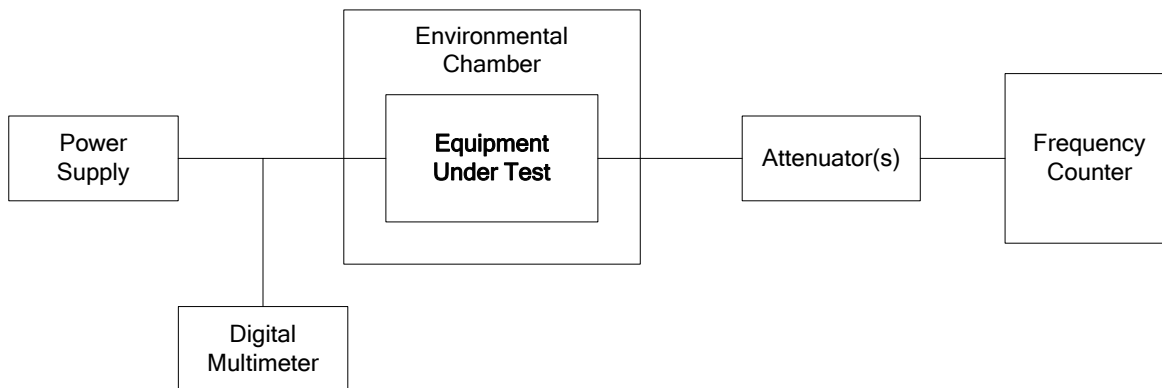 Environmental
Chamber
Power
Supply
Equipment
Under Test
Attenuator(s)
Frequency
Counter
Digital
Multimeter